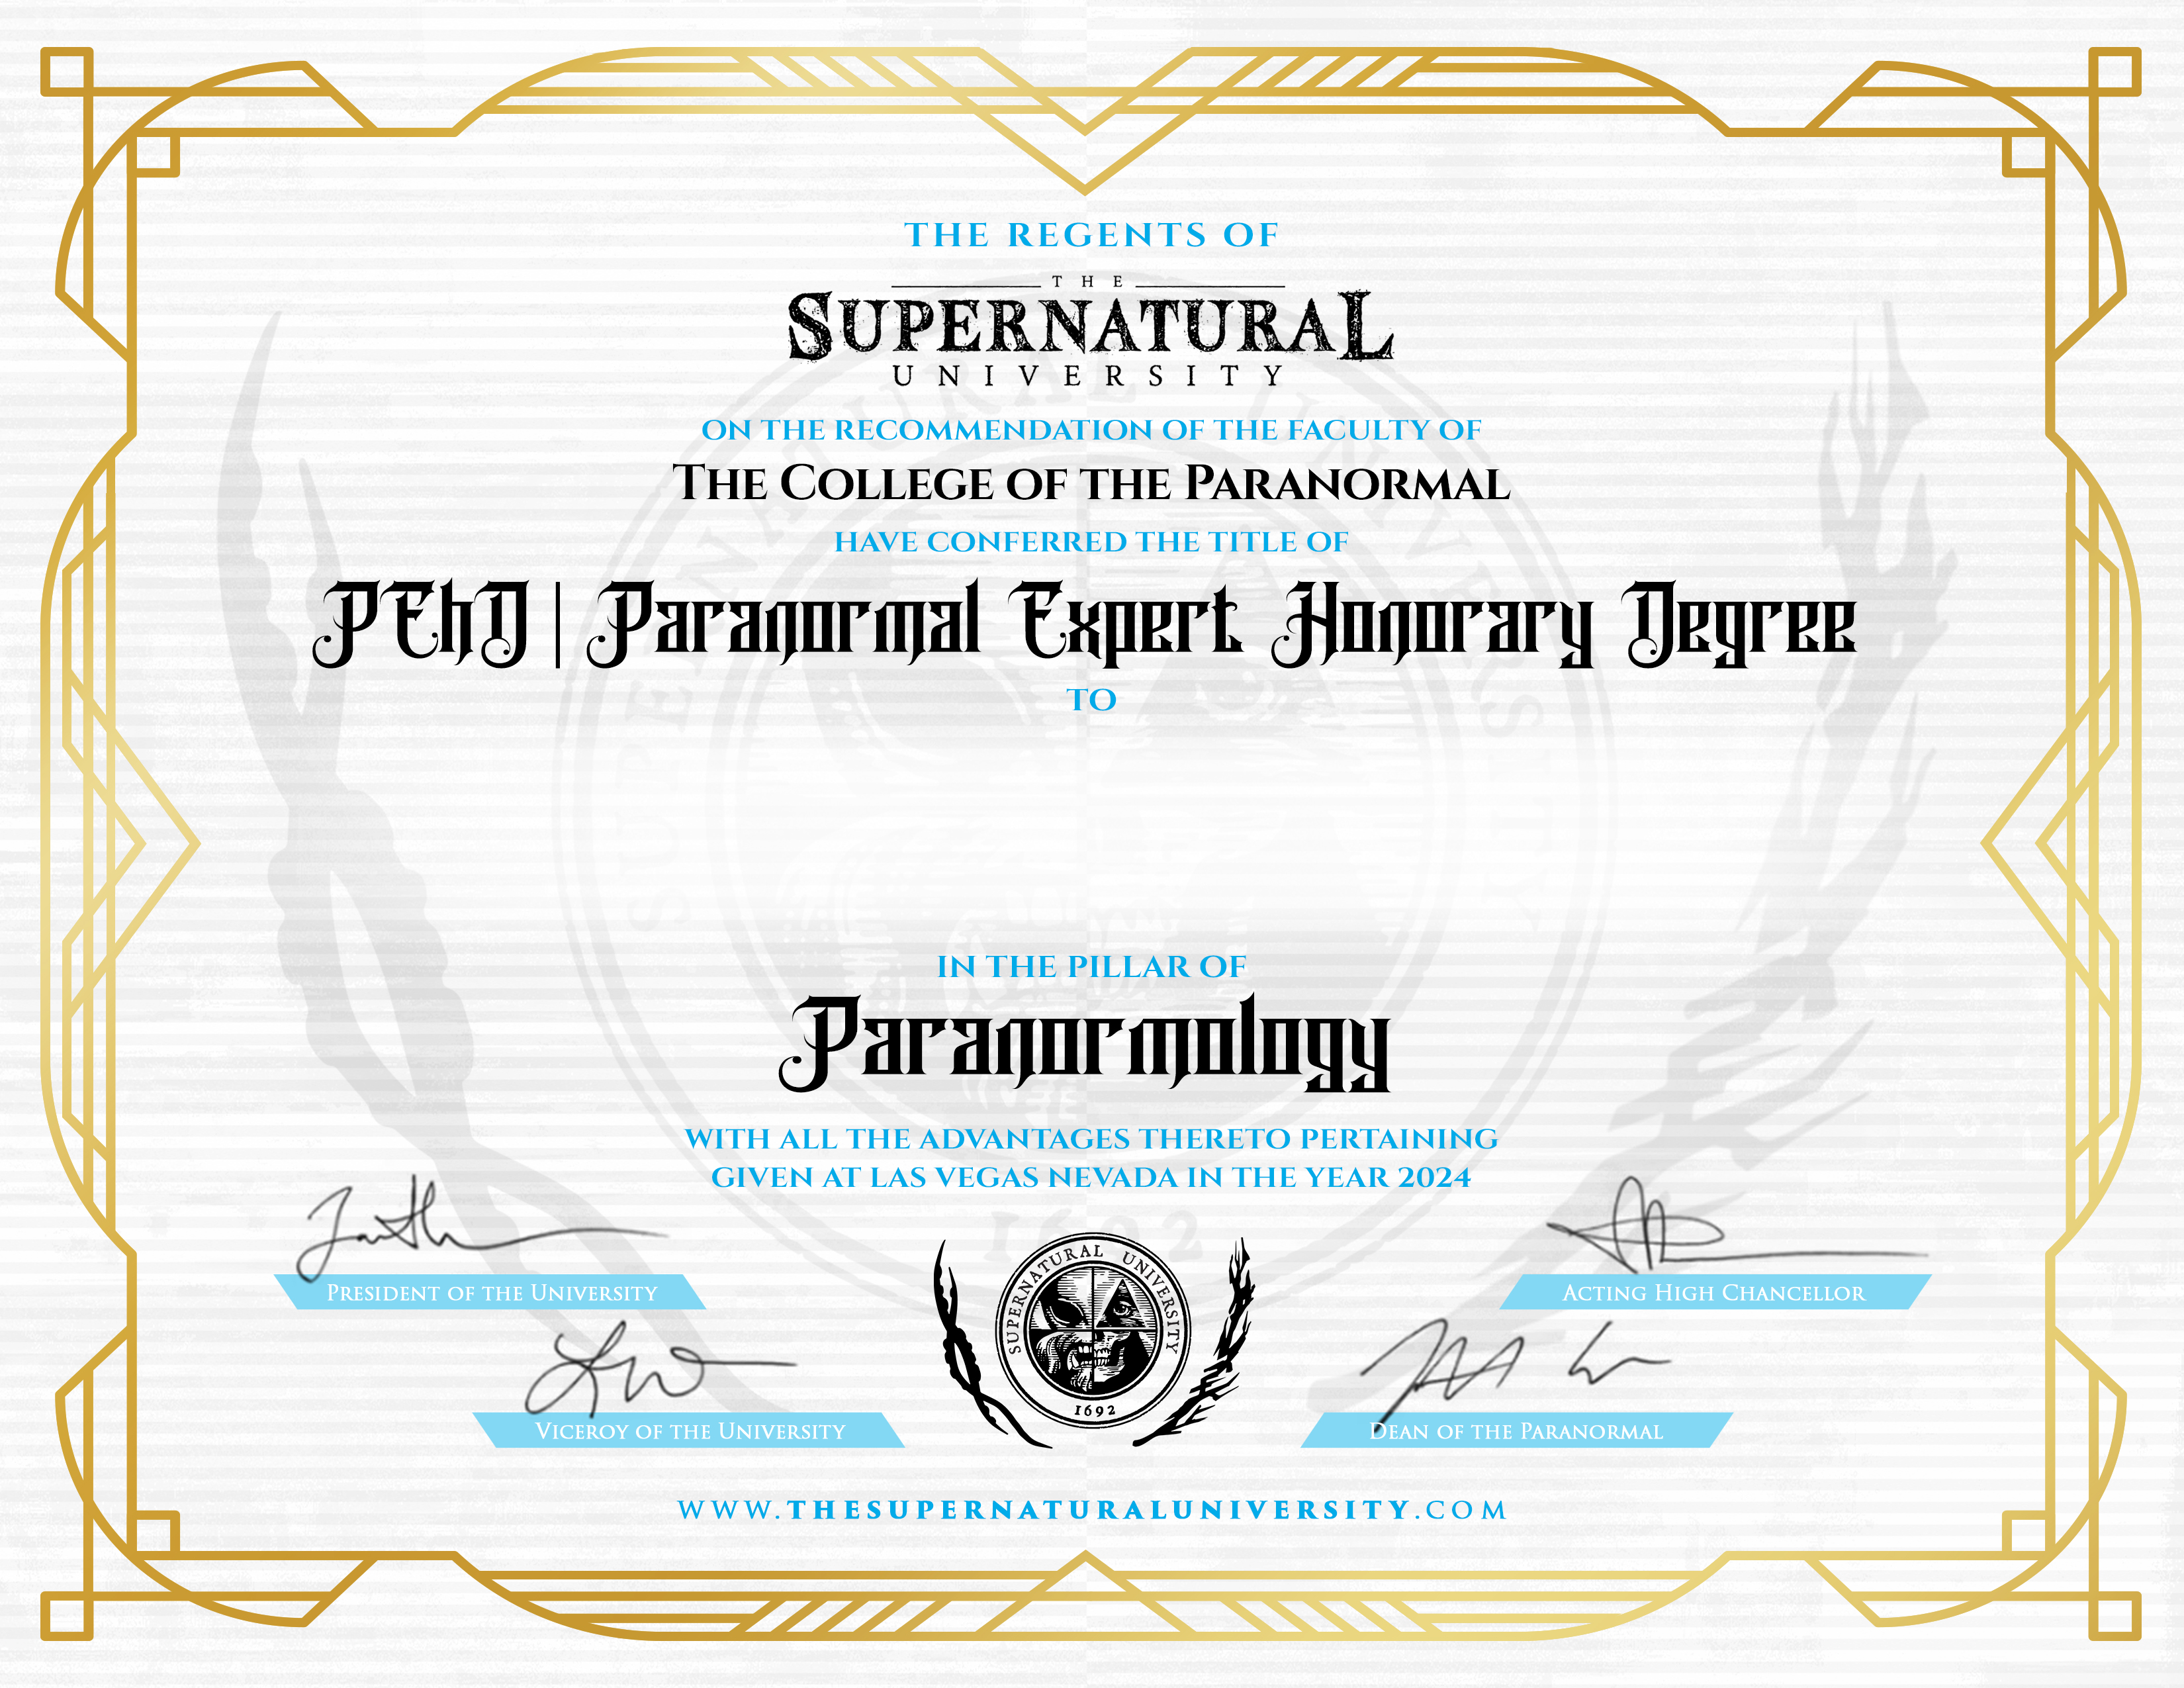 THE REGENTS OF
THE
SUPERNATURAL
UNIVERSITY
ON THE RECOMMENDATION OF THE FACULTY OF
THE COLLEGE OF THE PARANORMAL
HAVE CONFERRED THE TITLE OF
PEhD | Paranormal Expert Honorary Degree
TO
IN THE PILLAR OF
Paranormology
WITH ALL THE ADVANTAGES THERETO PERTAINING
GIVEN AT LAS VEGAS NEVADA IN THE YEAR 2024
PRESIDENT OF THE UNIVERSITY
ACTING HIGH CHANCELLOR
SUPERNATURAL UNIVERSITY
1692
VICEROY OF THE UNIVERSITY
DEAN OF THE PARANORMAL
WWW.THESUPERNATURALUNIVERSITY.COM